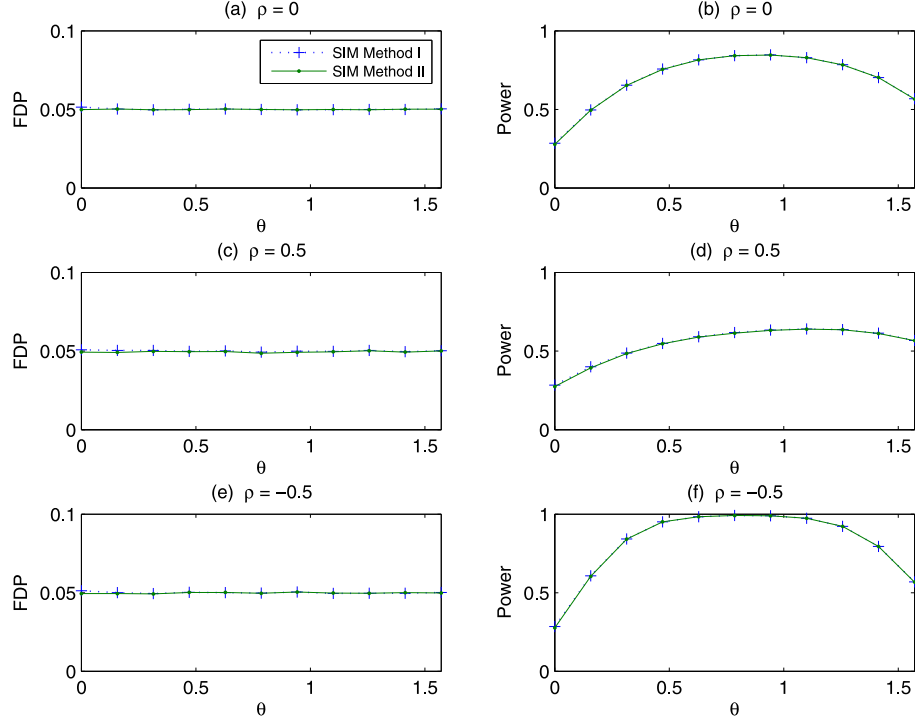 (a) ρ = 0
0.1
0.05
0
FDP
SIM Method I
SIM Method II
0 0.5 1 1.5
θ
(b) ρ = 0
1
0.5
0
Power
0 0.5 1 1.5
θ
(c) ρ = 0.5
0.1
0.05
0
FDP
0 0.5 1 1.5
θ
(d) ρ = 0.5
1
0.5
0
Power
0 0.5 1 1.5
θ
(e) ρ = −0.5
0.1
0.05
0
FDP
0 0.5 1 1.5
θ
(f) ρ = −0.5
1
0.5
0
Power
0 0.5 1 1.5
θ